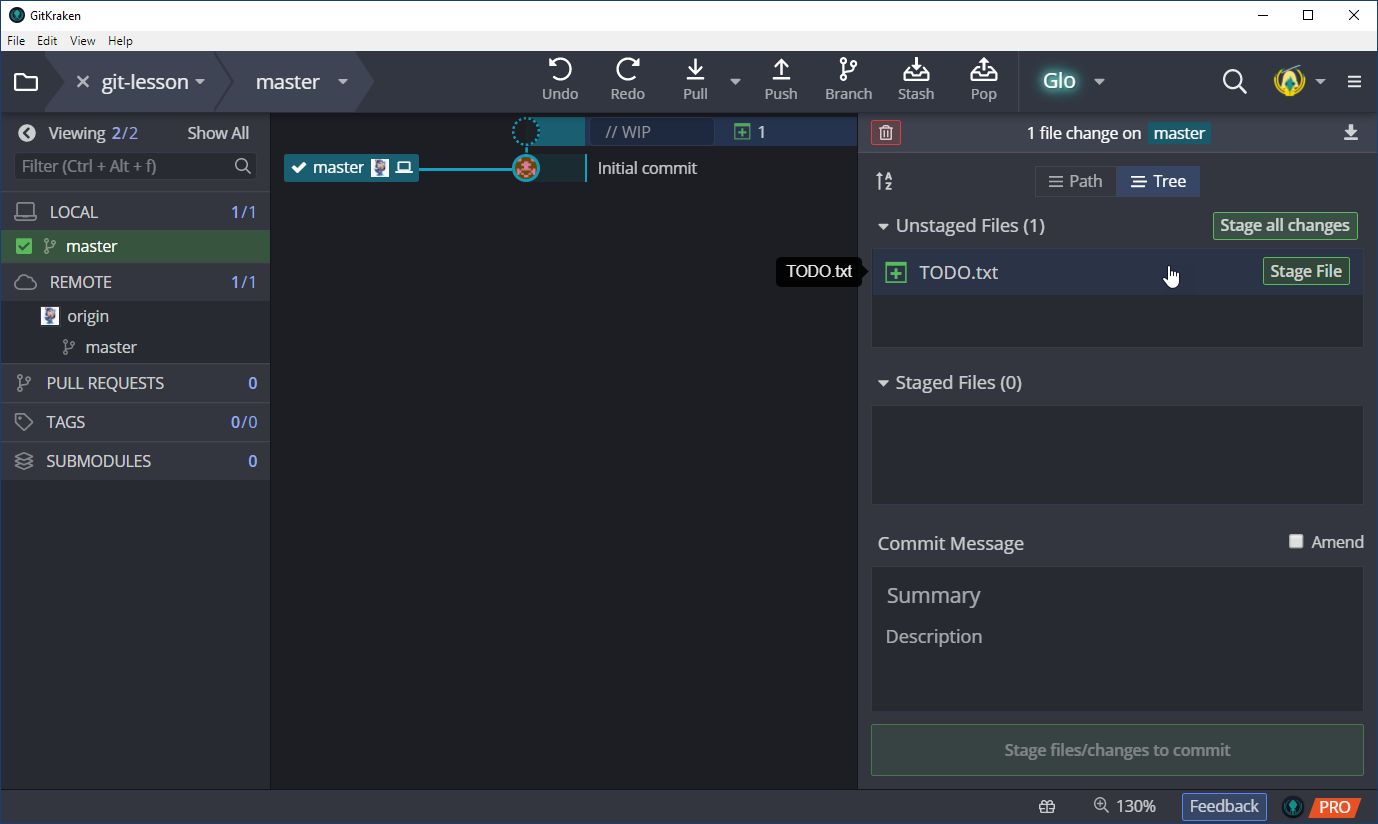 GitKraken
File Edit View Help
git-lesson master Undo Redo Pull Push Branch Stash Pop Glo
Viewing 2/2 Show All
Filter (Ctrl + Alt + f)
LOCAL 1/1
master
REMOTE 1/1
origin
master
PULL REQUESTS 0
TAGS 0/0
SUBMODULES 0
// WIP 1
master Initial commit
1 file change on master
Path Tree
Unstaged Files (1) Stage all changes
TODO.txt TODO.txt Stage File
Staged Files (0)
Commit Message Amend
Summary
Description
Stage files/changes to commit
130% Feedback PRO